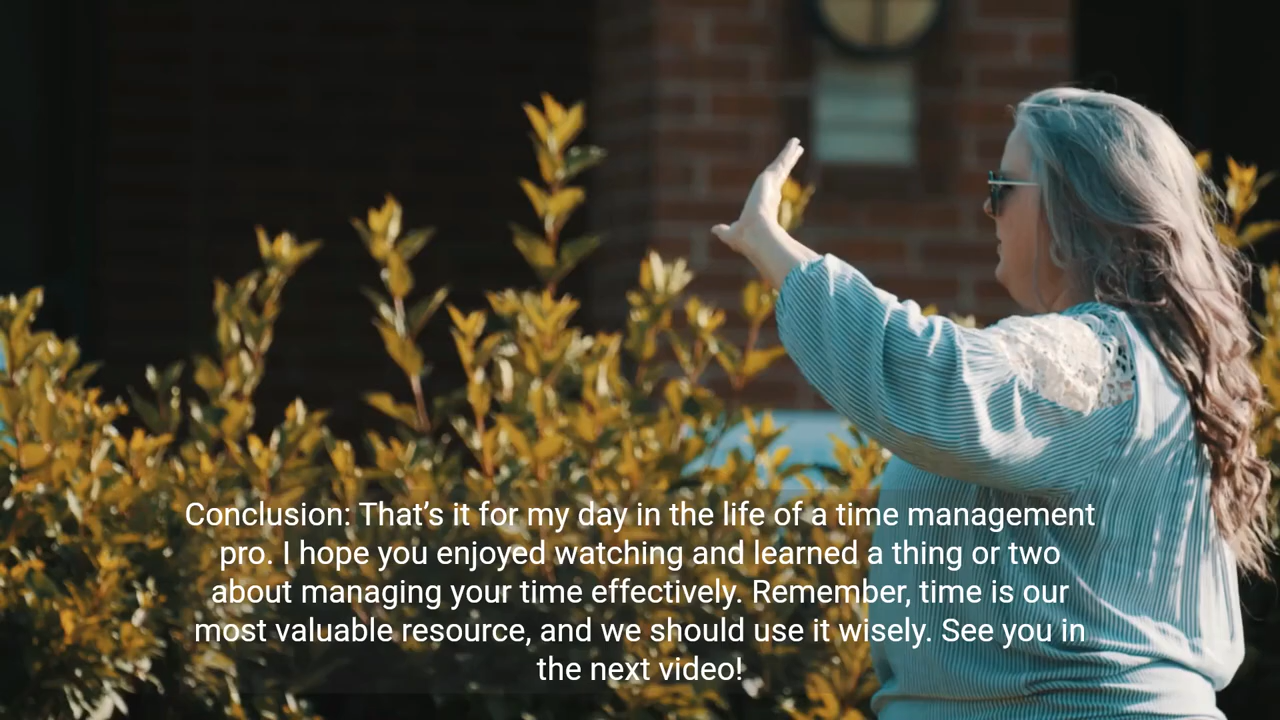 Conclusion: That’s it for my day in the life of a time management
pro. I hope you enjoyed watching and learned a thing or two
about managing your time effectively. Remember, time is our
most valuable resource, and we should use it wisely. See you in
the next video!